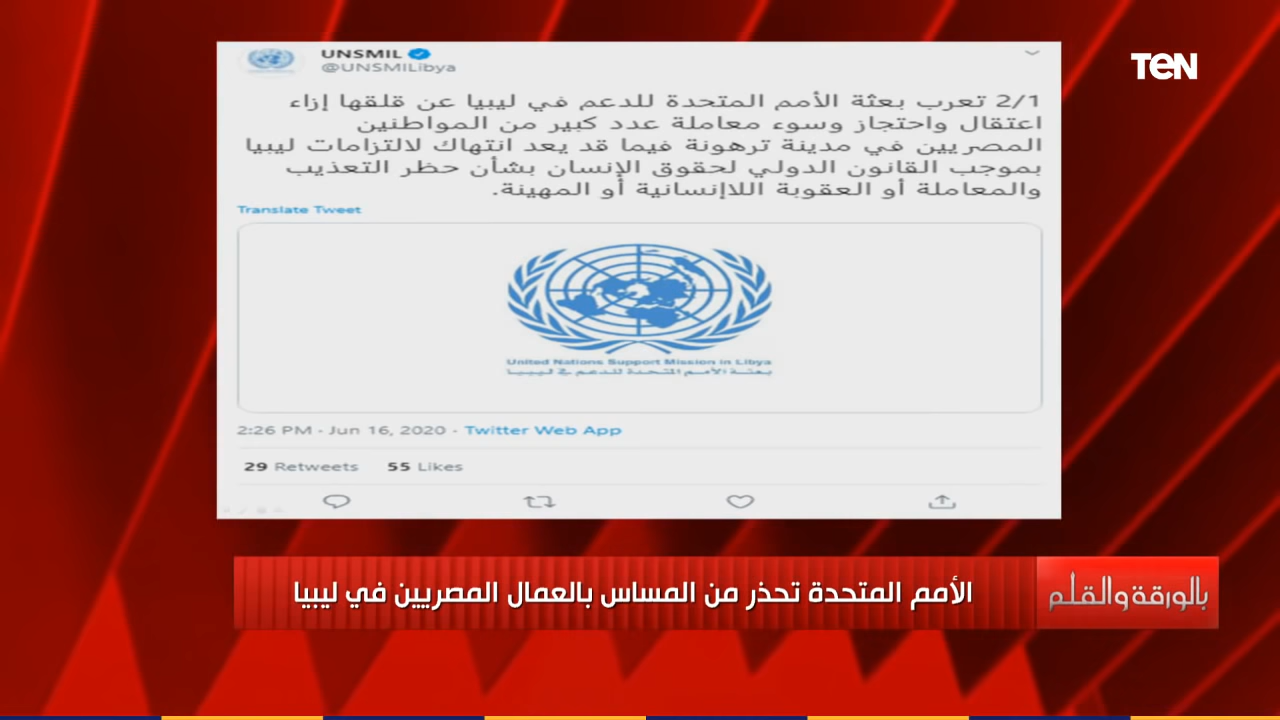 TEN
UNSMIL
@UNSMILibya
2/1 تعرب بعثة الأمم المتحدة للدعم في ليبيا عن قلقها إزاء
اعتقال واحتجاز وسوء معاملة عدد كبير من المواطنين
المصريين في مدينة ترهونة فيما قد يعد انتهاك لالتزامات ليبيا
بموجب القانون الدولي لحقوق الإنسان بشأن حظر التعذيب
والمعاملة أو العقوبة اللاإنسانية أو المهينة.
Translate Tweet
United Nations Support Mission in Libya
بعثة الأمم المتحدة للدعم في ليبيا
2:26 PM · Jun 16, 2020 · Twitter Web App
29 Retweets 55 Likes
بالورقة والقلم
الأمم المتحدة تحذر من المساس بالعمال المصريين في ليبيا